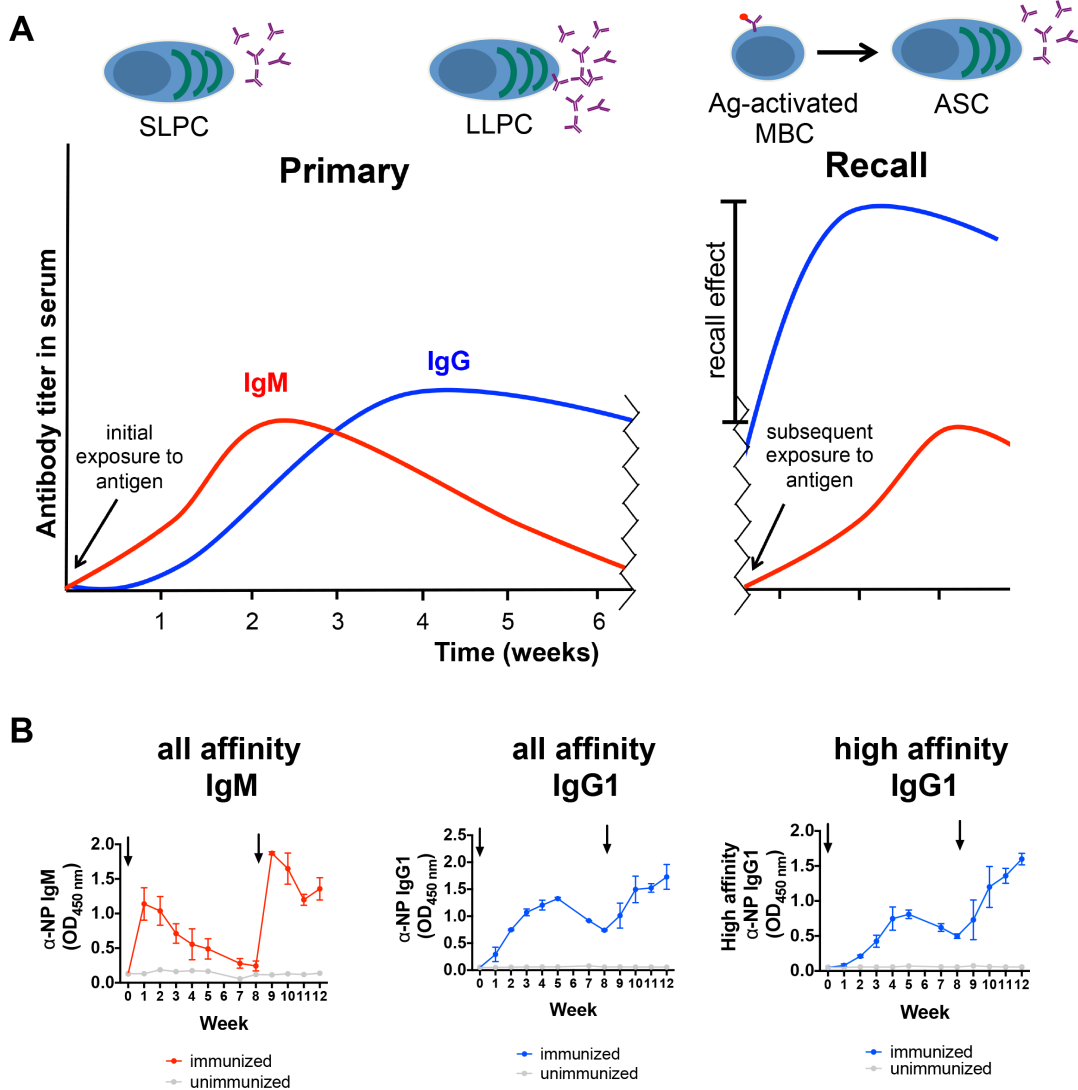 A
SLPC
LLPC
Ag-activated
MBC
ASC
Primary
Recall
Antibody titer in serum
IgM
IgG
recall effect
initial
exposure to
antigen
subsequent
exposure to
antigen
1 2 3 4 5 6
Time (weeks)
B
all affinity
IgM
all affinity
IgG1
high affinity
IgG1
α-NP IgM
(OD450 nm)
2.0
1.5
1.0
0.5
0.0
0 1 2 3 4 5 6 7 8 9 10 11 12
Week
immunized
unimmunized
α-NP IgG1
(OD450 nm)
2.5
2.0
1.5
1.0
0.5
0.0
0 1 2 3 4 5 6 7 8 9 10 11 12
Week
immunized
unimmunized
High affinity
α-NP IgG1
(OD450 nm)
2.0
1.5
1.0
0.5
0.0
0 1 2 3 4 5 6 7 8 9 10 11 12
Week
immunized
unimmunized